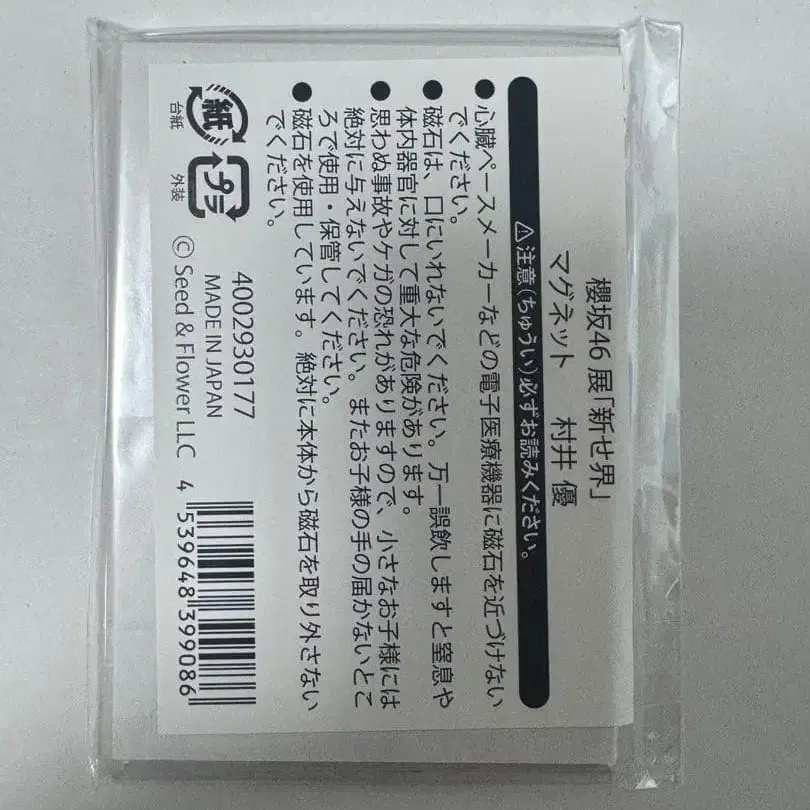 櫻坂46 展「新せ界」
マグネット 村井 優
⚠注意(ちゅうい)必ずお読みください。
●心臓ペースメーカーなどの電子医療機器に磁石を近づけない
でください。
●磁石は、口にいれないでください。万一誤飲しますと窒息や
体内器官に対して重大な危険があります。
●思わぬ事故やケガの恐れがありますので、小さなお子様には
絶対に与えないでください。またお子様の手の届かないとこ
ろで使用・保管してください。
●磁石を使用しています。絶対に本体から磁石を取り外さない
でください。
紙
台紙
プラ
外装
4002930177
MADE IN JAPAN
© Seed & Flower LLC
4 539648 399086